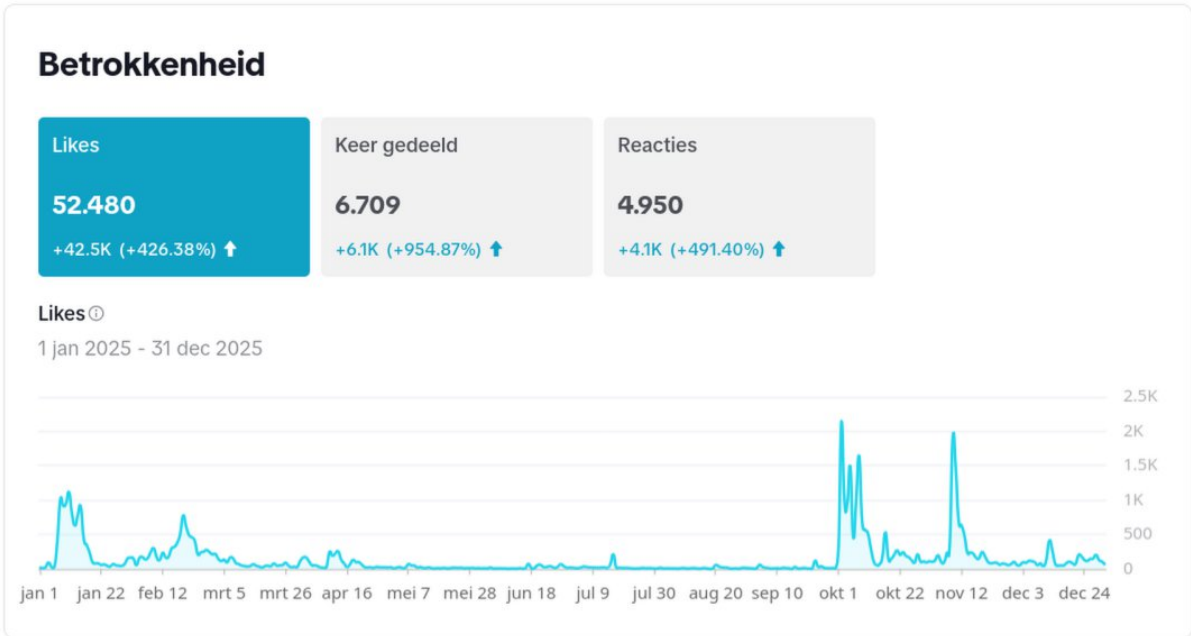 Betrokkenheid
Likes
52.480
+42.5K (+426.38%)
Keer gedeeld
6.709
+6.1K (+954.87%)
Reacties
4.950
+4.1K (+491.40%)
Likes
1 jan 2025 - 31 dec 2025
2.5K
2K
1.5K
1K
500
0
jan 1 jan 22 feb 12 mrt 5 mrt 26 apr 16 mei 7 mei 28 jun 18 jul 9 jul 30 aug 20 sep 10 okt 1 okt 22 nov 12 dec 3 dec 24